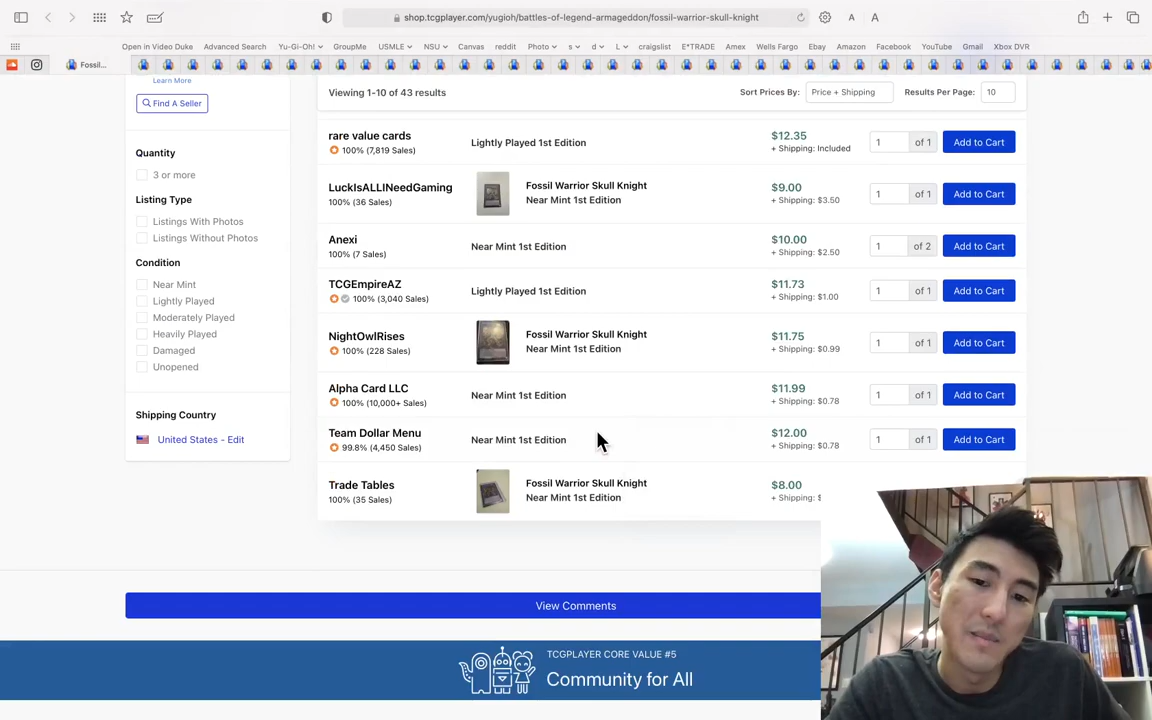 shop.tcgplayer.com/yugioh/battles-of-legend-armageddon/fossil-warrior-skull-knight
A A
Open in Video Duke Advanced Search Yu-Gi-Oh! GroupMe USMLE NSU Canvas reddit Photo s d L craigslist E*TRADE Amex Wells Fargo Ebay Amazon Facebook YouTube Gmail Xbox DVR
Fossil...
Learn More
Find A Seller
Viewing 1-10 of 43 results
Sort Prices By: Price + Shipping Results Per Page: 10
Quantity
3 or more
Listing Type
Listings With Photos
Listings Without Photos
Condition
Near Mint
Lightly Played
Moderately Played
Heavily Played
Damaged
Unopened
Shipping Country
United States - Edit
rare value cards
100% (7,819 Sales)
Lightly Played 1st Edition
$12.35
+ Shipping: Included
1 of 1 Add to Cart
LuckIsALLINeedGaming
100% (36 Sales)
Fossil Warrior Skull Knight
Near Mint 1st Edition
$9.00
+ Shipping: $3.50
1 of 1 Add to Cart
Anexi
100% (7 Sales)
Near Mint 1st Edition
$10.00
+ Shipping: $2.50
1 of 2 Add to Cart
TCGEmpireAZ
100% (3,040 Sales)
Lightly Played 1st Edition
$11.73
+ Shipping: $1.00
1 of 1 Add to Cart
NightOwlRises
100% (228 Sales)
Fossil Warrior Skull Knight
Near Mint 1st Edition
$11.75
+ Shipping: $0.99
1 of 1 Add to Cart
Alpha Card LLC
100% (10,000+ Sales)
Near Mint 1st Edition
$11.99
+ Shipping: $0.78
1 of 1 Add to Cart
Team Dollar Menu
99.8% (4,450 Sales)
Near Mint 1st Edition
$12.00
+ Shipping: $0.78
1 of 1 Add to Cart
Trade Tables
100% (35 Sales)
Fossil Warrior Skull Knight
Near Mint 1st Edition
$8.00
+ Shipping: $
View Comments
TCGPLAYER CORE VALUE #5
Community for All